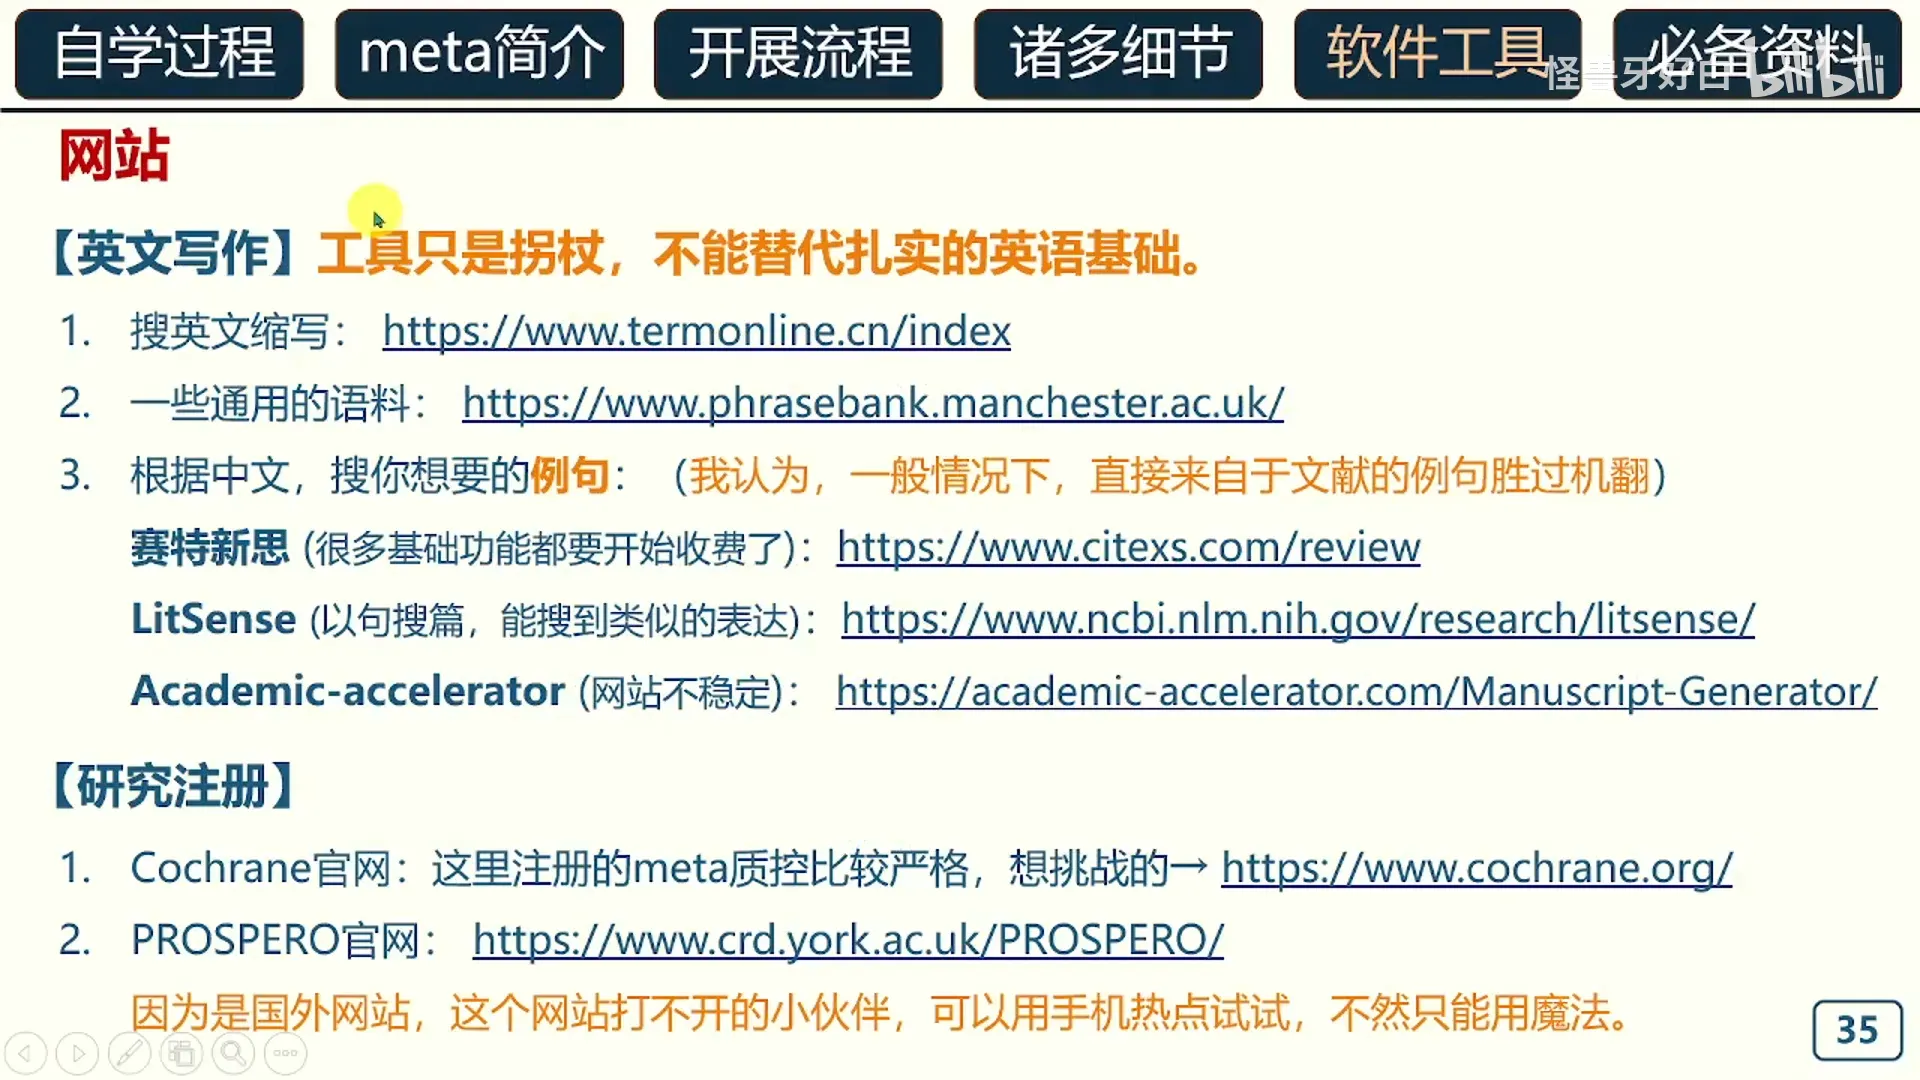 自学过程
meta简介
开展流程
诸多细节
软件工具
必备资料
怪兽牙好白 bilibili
网站
【英文写作】工具只是拐杖，不能替代扎实的英语基础。
1. 搜英文缩写： https://www.termonline.cn/index
2. 一些通用的语料： https://www.phrasebank.manchester.ac.uk/
3. 根据中文，搜你想要的例句：（我认为，一般情况下，直接来自于文献的例句胜过机翻）
赛特新思 (很多基础功能都要开始收费了)： https://www.citexs.com/review
LitSense (以句搜篇，能搜到类似的表达)： https://www.ncbi.nlm.nih.gov/research/litsense/
Academic-accelerator (网站不稳定)： https://academic-accelerator.com/Manuscript-Generator/
【研究注册】
1. Cochrane官网：这里注册的meta质控比较严格，想挑战的→ https://www.cochrane.org/
2. PROSPERO官网： https://www.crd.york.ac.uk/PROSPERO/
因为是国外网站，这个网站打不开的小伙伴，可以用手机热点试试，不然只能用魔法。
35